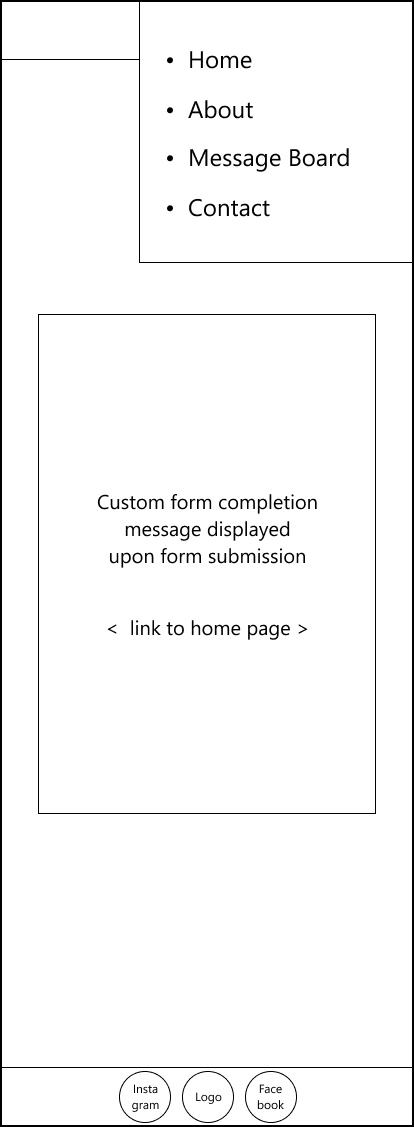 • Home
• About
• Message Board
• Contact
Custom form completion
message displayed
upon form submission
< link to home page >
Insta
gram
Logo
Face
book